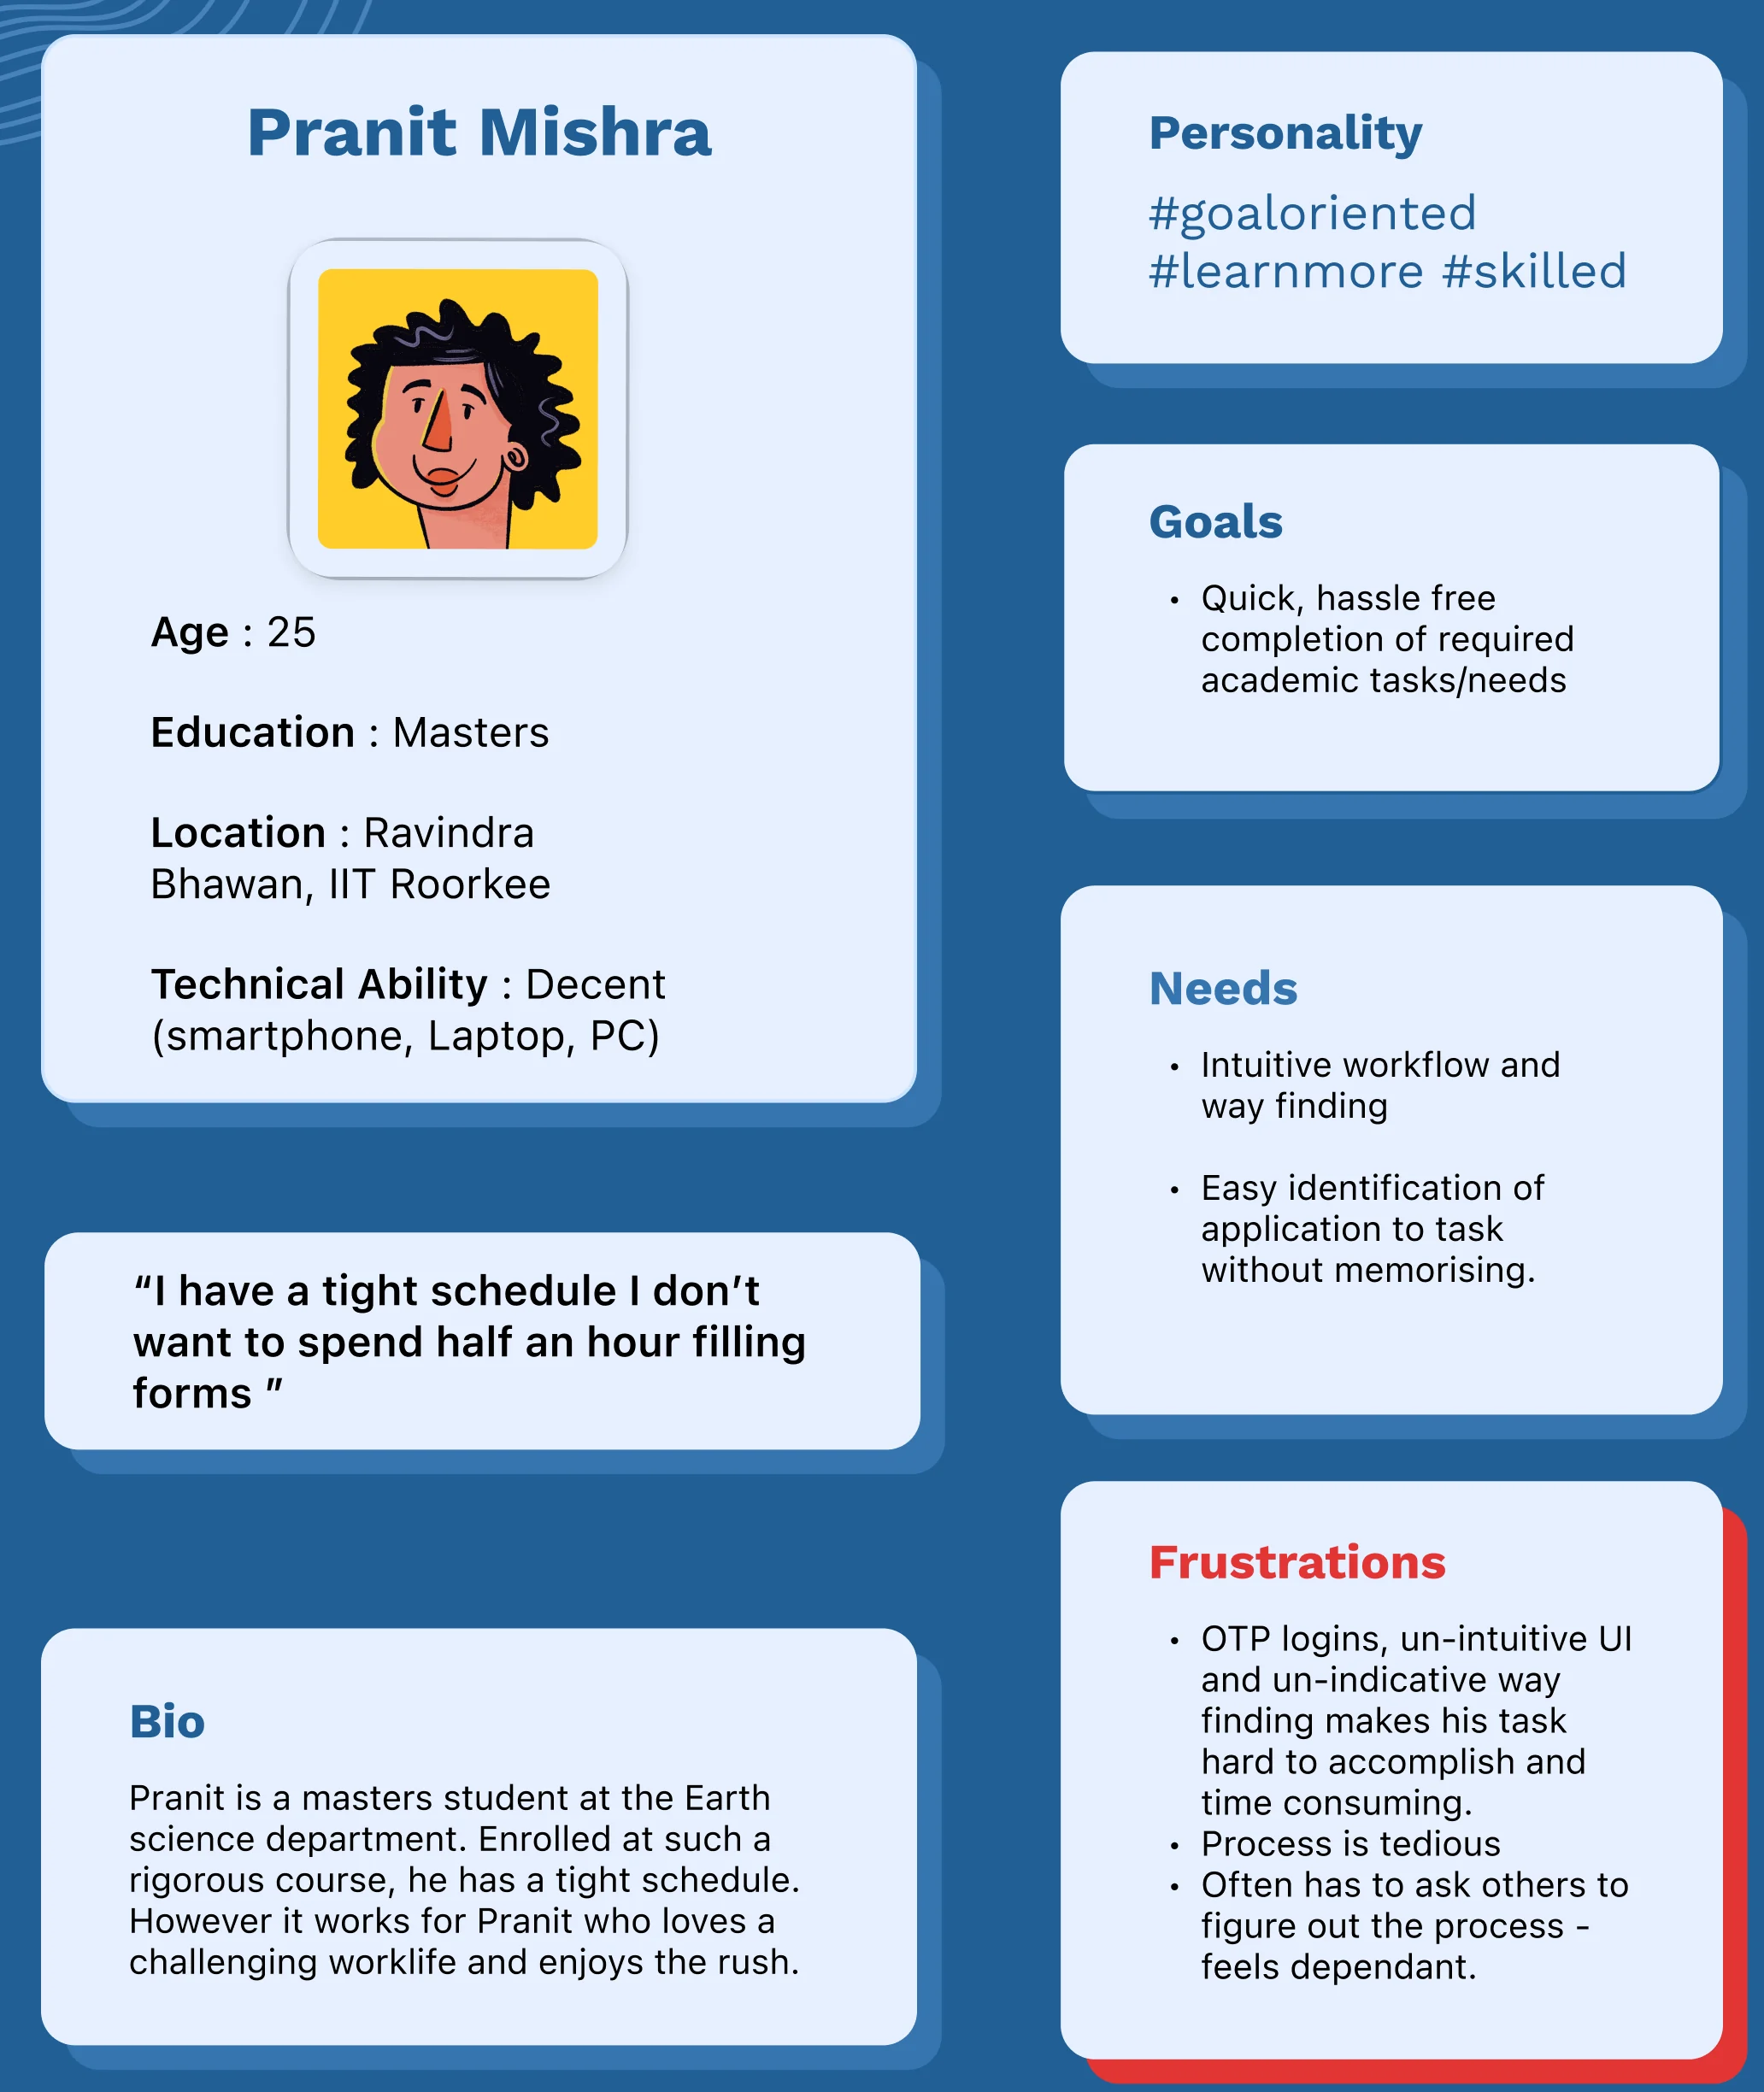 Pranit Mishra
Age : 25
Education : Masters
Location : Ravindra
Bhawan, IIT Roorkee
Technical Ability : Decent
(smartphone, Laptop, PC)
“I have a tight schedule I don’t
want to spend half an hour filling
forms ”
Bio
Pranit is a masters student at the Earth
science department. Enrolled at such a
rigorous course, he has a tight schedule.
However it works for Pranit who loves a
challenging worklife and enjoys the rush.
Personality
#goaloriented
#learnmore #skilled
Goals
• Quick, hassle free
completion of required
academic tasks/needs
Needs
• Intuitive workflow and
way finding
• Easy identification of
application to task
without memorising.
Frustrations
• OTP logins, un-intuitive UI
and un-indicative way
finding makes his task
hard to accomplish and
time consuming.
• Process is tedious
• Often has to ask others to
figure out the process -
feels dependant.